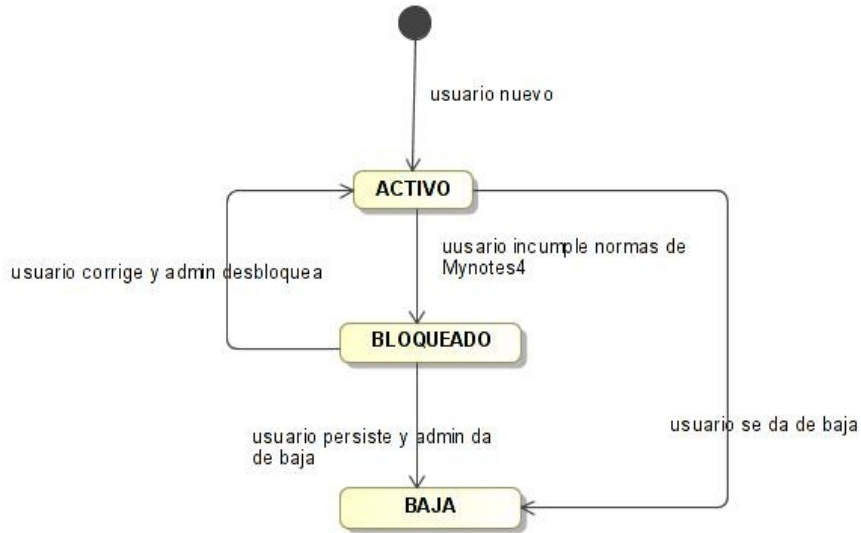 usuario nuevo
ACTIVO
uusario incumple normas de
Mynotes4
usuario corrige y admin desbloquea
BLOQUEADO
usuario persiste y admin da
de baja
usuario se da de baja
BAJA